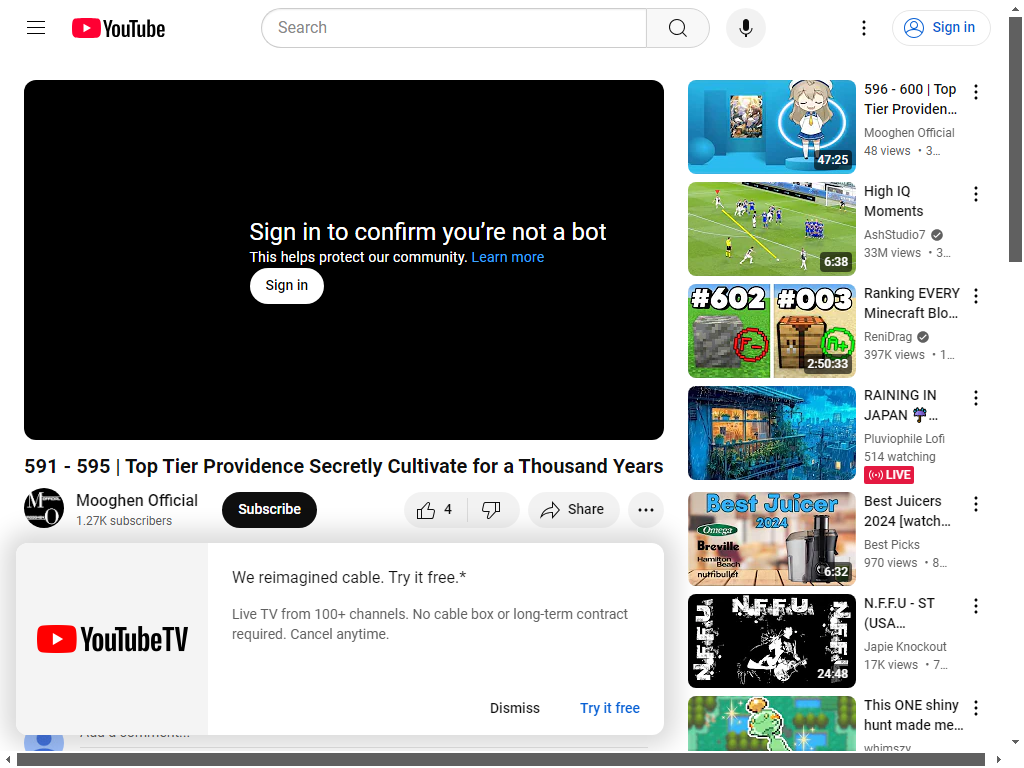 YouTube
Search
Sign in
Sign in to confirm you’re not a bot
This helps protect our community. Learn more
Sign in
591 - 595 | Top Tier Providence Secretly Cultivate for a Thousand Years
Mooghen Official
1.27K subscribers
Subscribe
4
Share
YouTubeTV
We reimagined cable. Try it free.*
Live TV from 100+ channels. No cable box or long-term contract
required. Cancel anytime.
Dismiss
Try it free
Add a comment...
47:25
596 - 600 | Top
Tier Providen...
Mooghen Official
48 views • 3...
6:38
High IQ
Moments
AshStudio7
33M views • 3...
#602 #003
2:50:33
Ranking EVERY
Minecraft Blo...
ReniDrag
397K views • 1...
RAINING IN
JAPAN ...
Pluviophile Lofi
514 watching
LIVE
Best Juicer
2024
Omega
Breville
Hamilton
Beach
nutribullet
6:32
Best Juicers
2024 [watch...
Best Picks
970 views • 8...
N.F.F.U
N.F.F.U
N.F.F.U
24:48
N.F.F.U - ST
(USA...
Japie Knockout
17K views • 7...
This ONE shiny
hunt made me...
whimszy